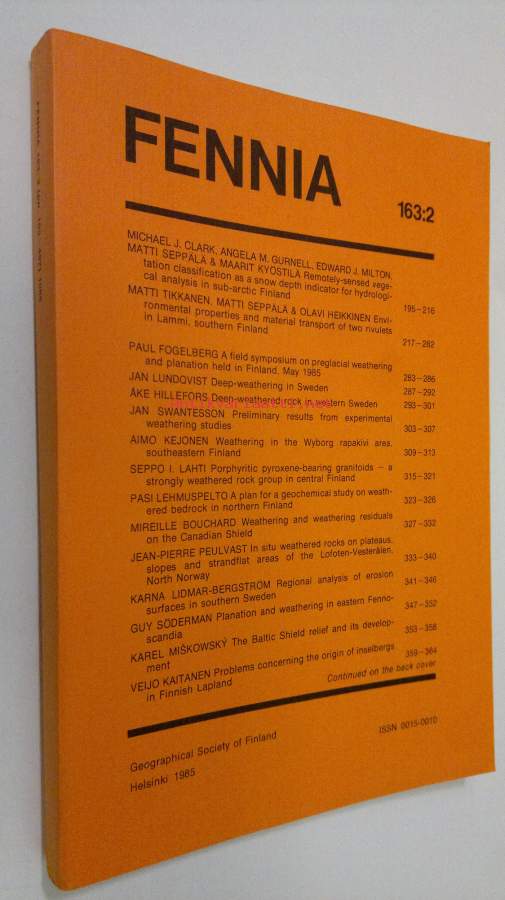 FENNIA
163:2
MICHAEL J. CLARK, ANGELA M. GURNELL, EDWARD J. MILTON,
MATTI SEPPÄLÄ & MAARIT KYÖSTILÄ Remotely-sensed vege-
tation classification as a snow depth indicator for hydrologi-
cal analysis in sub-arctic Finland 195–216
MATTI TIKKANEN, MATTI SEPPÄLÄ & OLAVI HEIKKINEN Envi-
ronmental properties and material transport of two rivulets
in Lammi, southern Finland 217–282
PAUL FOGELBERG A field symposium on preglacial weathering
and planation held in Finland, May 1985 283–286
JAN LUNDQVIST Deep-weathering in Sweden 287–292
ÅKE HILLEFORS Deep-weathered rock in western Sweden 293–301
JAN SWANTESSON Preliminary results from experimental
weathering studies 303–307
AIMO KEJONEN Weathering in the Wyborg rapakivi area,
southeastern Finland 309–313
SEPPO I. LAHTI Porphyritic pyroxene-bearing granitoids – a
strongly weathered rock group in central Finland 315–321
PASI LEHMUSPELTO A plan for a geochemical study on weath-
ered bedrock in northern Finland 323–326
MIREILLE BOUCHARD Weathering and weathering residuals
on the Canadian Shield 327–332
JEAN-PIERRE PEULVAST In situ weathered rocks on plateaus,
slopes and strandflat areas of the Lofoten-Vesterålen,
North Norway 333–340
KARNA LIDMAR-BERGSTRÖM Regional analysis of erosion
surfaces in southern Sweden 341–346
GUY SÖDERMAN Planation and weathering in eastern Fenno-
scandia 347–352
KAREL MIŠKOWSKÝ The Baltic Shield relief and its develop-
ment 353–358
VEIJO KAITANEN Problems concerning the origin of inselbergs
in Finnish Lapland 359–364
Continued on the back cover
Geographical Society of Finland
Helsinki 1985
ISSN 0015-0010